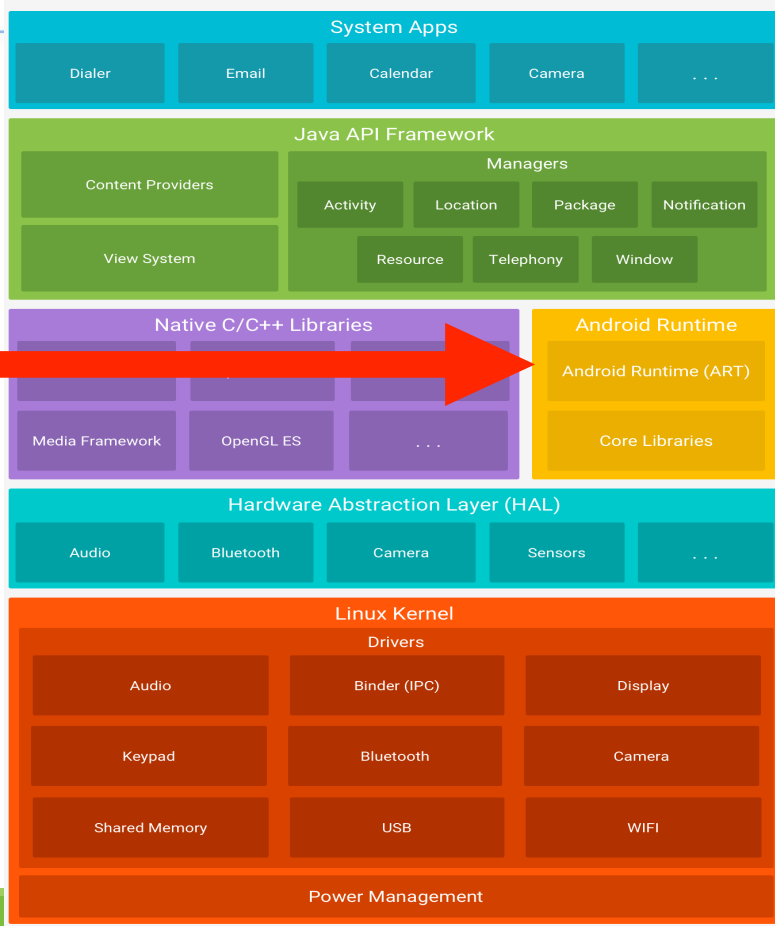 System Apps
Dialer
Email
Calendar
Camera
. . .
Java API Framework
Content Providers
View System
Managers
Activity
Location
Package
Notification
Resource
Telephony
Window
Native C/C++ Libraries
Media Framework
OpenGL ES
. . .
Android Runtime
Android Runtime (ART)
Core Libraries
Hardware Abstraction Layer (HAL)
Audio
Bluetooth
Camera
Sensors
. . .
Linux Kernel
Drivers
Audio
Binder (IPC)
Display
Keypad
Bluetooth
Camera
Shared Memory
USB
WIFI
Power Management